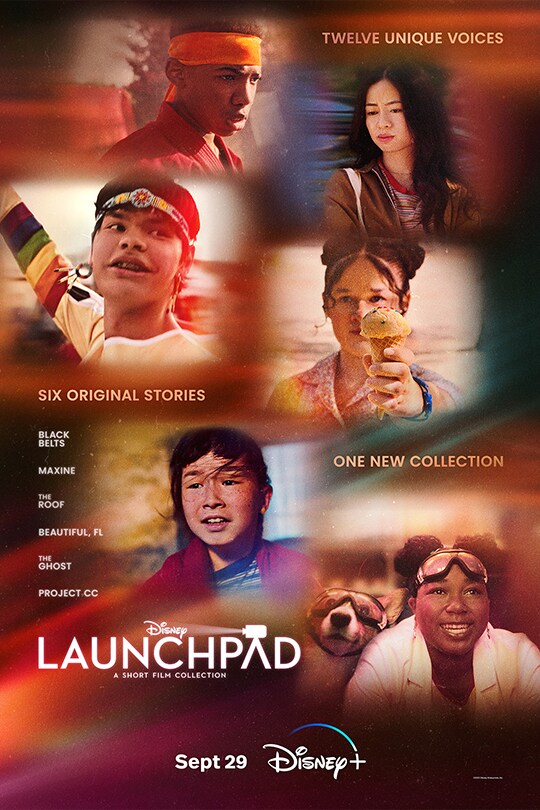 TWELVE UNIQUE VOICES
SIX ORIGINAL STORIES
BLACK
BELTS
MAXINE
THE
ROOF
BEAUTIFUL, FL
THE
GHOST
PROJECT CC
ONE NEW COLLECTION
Disney
LAUNCHPAD
A SHORT FILM COLLECTION
Sept 29
Disney+